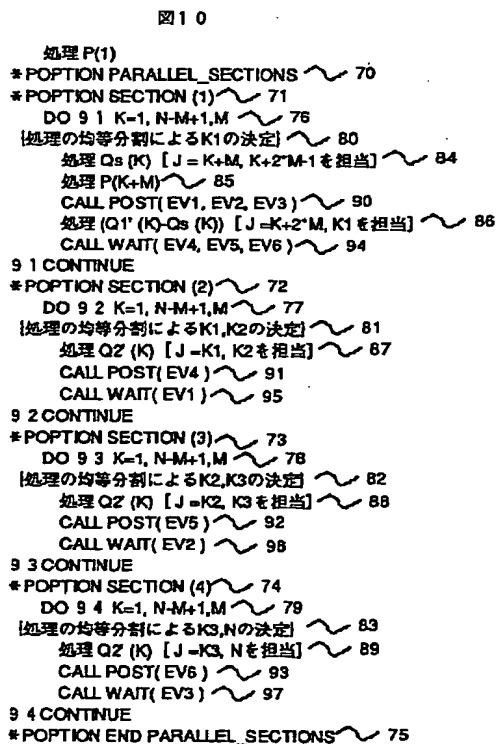 図10
処理 P(1)
*POPTION PARALLEL_SECTIONS 70
*POPTION SECTION (1) 71
DO 9 1 K=1, N-M+1,M 76
{処理の均等分割によるK1の決定} 80
処理 Qs (K) [ J = K+M, K+2*M-1 を担当] 84
処理 P(K+M) 85
CALL POST( EV1, EV2, EV3 ) 90
処理 (Q1' (K)-Qs (K)) [ J =K+2*M, K1 を担当] 86
CALL WAIT( EV4, EV5, EV6 ) 94
9 1 CONTINUE
*POPTION SECTION (2) 72
DO 9 2 K=1, N-M+1,M 77
{処理の均等分割によるK1,K2の決定} 81
処理 Q2' (K) [ J =K1, K2 を担当] 87
CALL POST( EV4 ) 91
CALL WAIT( EV1 ) 95
9 2 CONTINUE
*POPTION SECTION (3) 73
DO 9 3 K=1, N-M+1,M 78
{処理の均等分割によるK2,K3の決定} 82
処理 Q2' (K) [ J =K2, K3 を担当] 88
CALL POST( EV5 ) 92
CALL WAIT( EV2 ) 96
9 3 CONTINUE
*POPTION SECTION (4) 74
DO 9 4 K=1, N-M+1,M 79
{処理の均等分割によるK3,Nの決定} 83
処理 Q2' (K) [ J =K3, N を担当] 89
CALL POST( EV6 ) 93
CALL WAIT( EV3 ) 97
9 4 CONTINUE
*POPTION END PARALLEL_SECTIONS 75